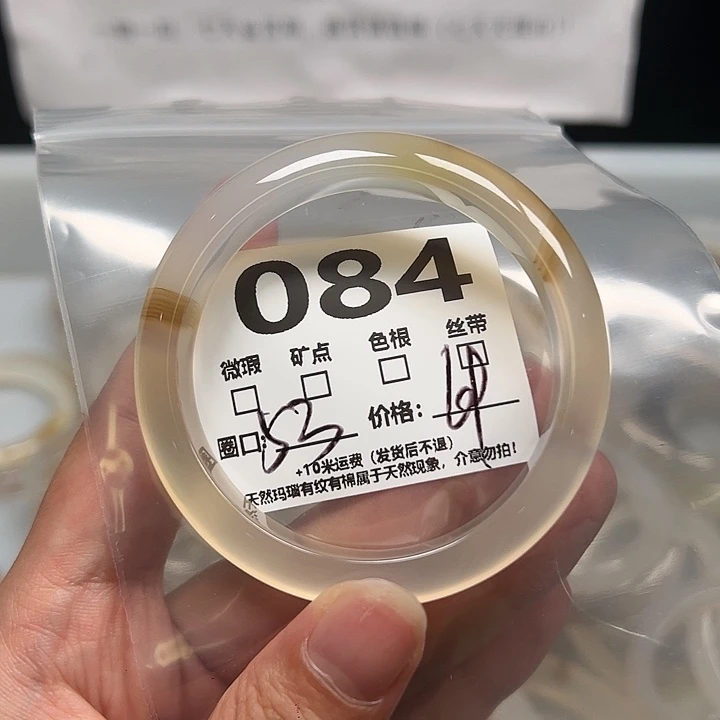 084
微瑕 矿点 色根 丝带
圈口: 53 价格:
+10米运费（发货后不退）
天然玛瑙有纹有棉属于天然现象，介意勿拍！